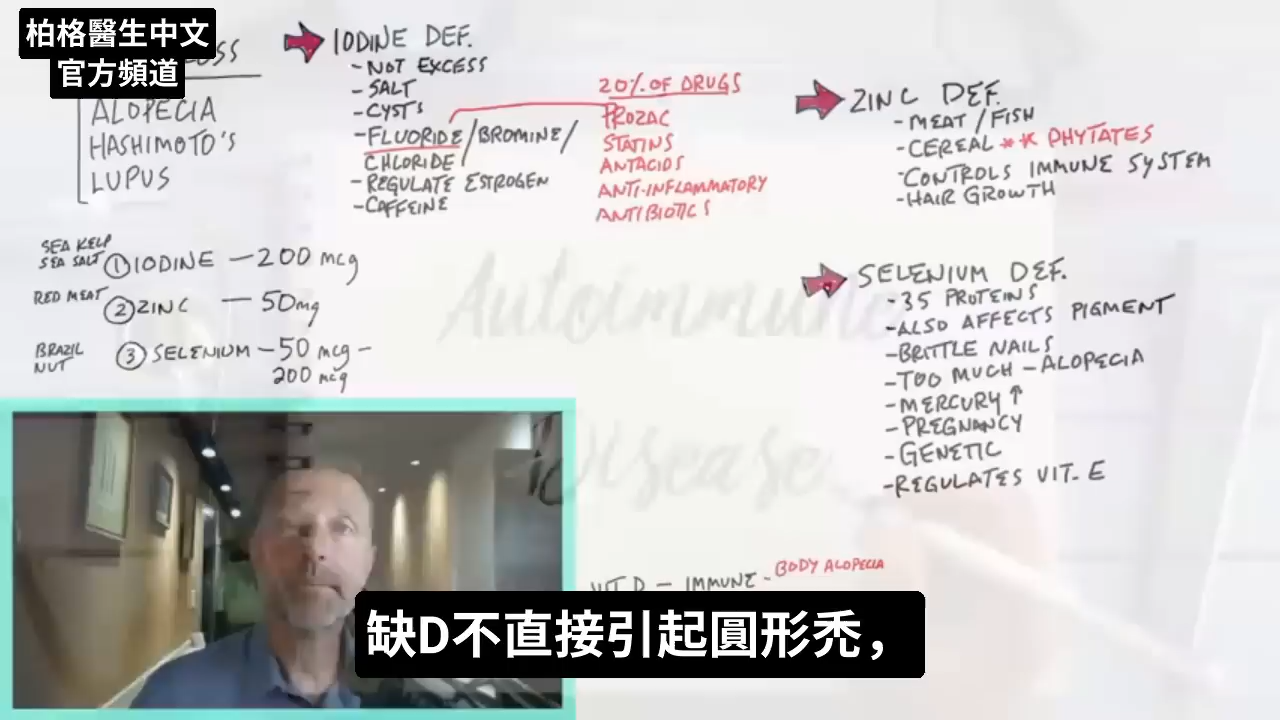 柏格醫生中文
官方頻道
ALOPECIA
HASHIMOTO'S
LUPUS
IODINE DEF.
- NOT EXCESS
- SALT
- CYSTS
- FLUORIDE/BROMINE/
CHLORIDE
- REGULATE ESTROGEN
- CAFFEINE
20% OF DRUGS
PROZAC
STATINS
ANTACIDS
ANTI-INFLAMMATORY
ANTIBIOTICS
ZINC DEF.
- MEAT/FISH
- CEREAL ** PHYTATES
- CONTROLS IMMUNE SYSTEM
- HAIR GROWTH
SEA KELP
SEA SALT ① IODINE — 200 mcg
RED MEAT ② ZINC — 50mg
BRAZIL
NUT ③ SELENIUM — 50 mcg -
200 mcg
SELENIUM DEF.
- 35 PROTEINS
- ALSO AFFECTS PIGMENT
- BRITTLE NAILS
- TOO MUCH - ALOPECIA
- MERCURY ↑
- PREGNANCY
- GENETIC
- REGULATES VIT. E
Autoimmune
Disease
VIT D — IMMUNE - BODY ALOPECIA
缺D不直接引起圓形禿，